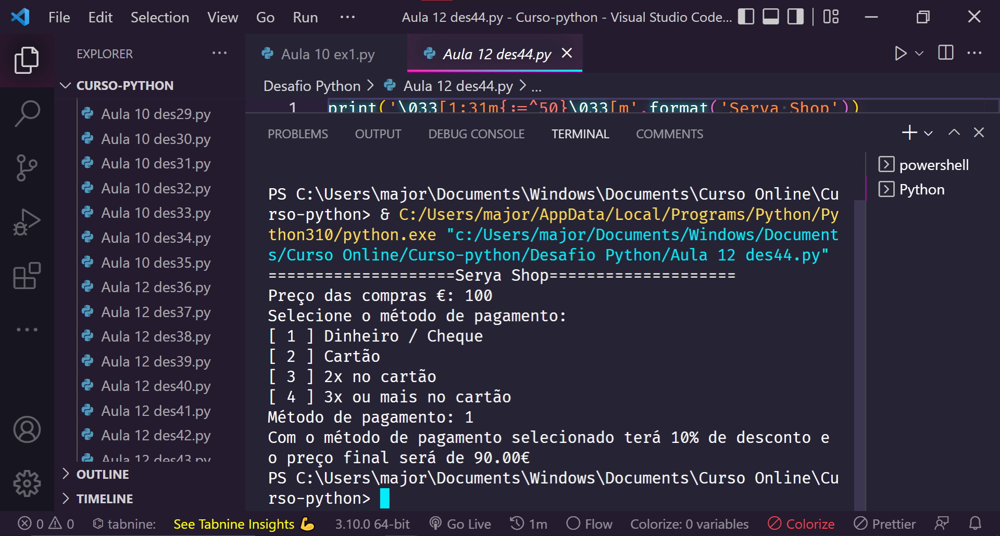 File Edit Selection View Go Run ··· Aula 12 des44.py - Curso-python - Visual Studio Code...
EXPLORER ···
Aula 10 ex1.py Aula 12 des44.py
CURSO-PYTHON
Desafio Python > Aula 12 des44.py > ...
1 print('\033[1:31m{:=^50}\033[m'.format('Serya Shop'))
Aula 10 des29.py
Aula 10 des30.py
Aula 10 des31.py
Aula 10 des32.py
Aula 10 des33.py
Aula 10 des34.py
Aula 10 des35.py
Aula 12 des36.py
Aula 12 des37.py
Aula 12 des38.py
Aula 12 des39.py
Aula 12 des40.py
Aula 12 des41.py
Aula 12 des42.py
Aula 12 des43.py
OUTLINE
TIMELINE
PROBLEMS OUTPUT DEBUG CONSOLE TERMINAL COMMENTS
powershell
Python
PS C:\Users\major\Documents\Windows\Documents\Curso Online\Cu
rso-python> & C:/Users/major/AppData/Local/Programs/Python/Py
thon310/python.exe "c:/Users/major/Documents/Windows/Document
s/Curso Online/Curso-python/Desafio Python/Aula 12 des44.py"
====================Serya Shop====================
Preço das compras €: 100
Selecione o método de pagamento:
[ 1 ] Dinheiro / Cheque
[ 2 ] Cartão
[ 3 ] 2x no cartão
[ 4 ] 3x ou mais no cartão
Método de pagamento: 1
Com o método de pagamento selecionado terá 10% de desconto e
o preço final será de 90.00€
PS C:\Users\major\Documents\Windows\Documents\Curso Online\Cu
rso-python>
0 0 tabnine: See Tabnine Insights 💪 3.10.0 64-bit Go Live 1m Flow Colorize: 0 variables Colorize Prettier